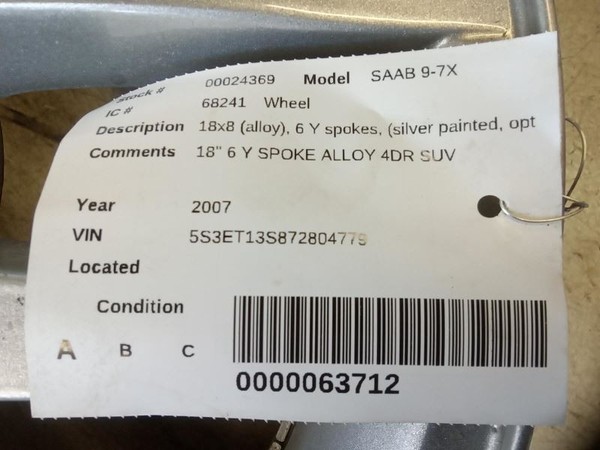 Stock # 00024369 Model SAAB 9-7X
IC # 68241 Wheel
Description 18x8 (alloy), 6 Y spokes, (silver painted, opt
Comments 18" 6 Y SPOKE ALLOY 4DR SUV
Year 2007
VIN 5S3ET13S872804779
Located
Condition
A B C
0000063712